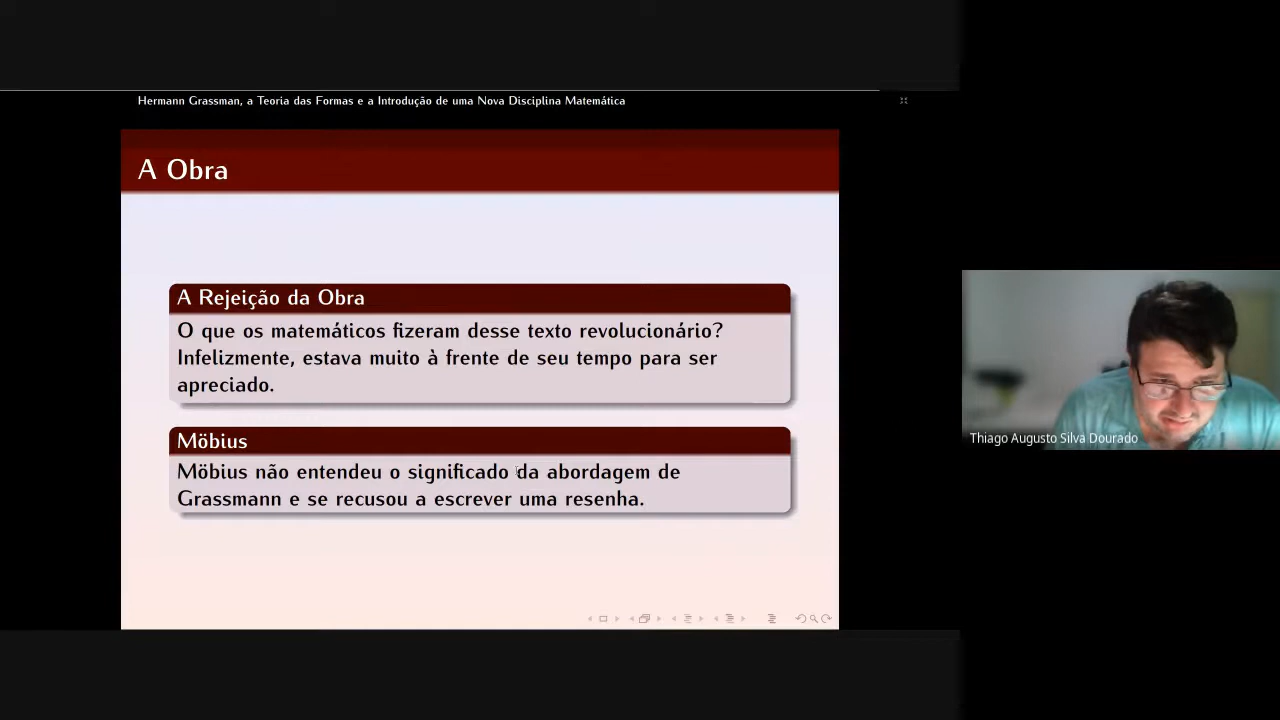 Hermann Grassman, a Teoria das Formas e a Introdução de uma Nova Disciplina Matemática
A Obra
A Rejeição da Obra
O que os matemáticos fizeram desse texto revolucionário?
Infelizmente, estava muito à frente de seu tempo para ser
apreciado.
Möbius
Möbius não entendeu o significado da abordagem de
Grassmann e se recusou a escrever uma resenha.
Thiago Augusto Silva Dourado